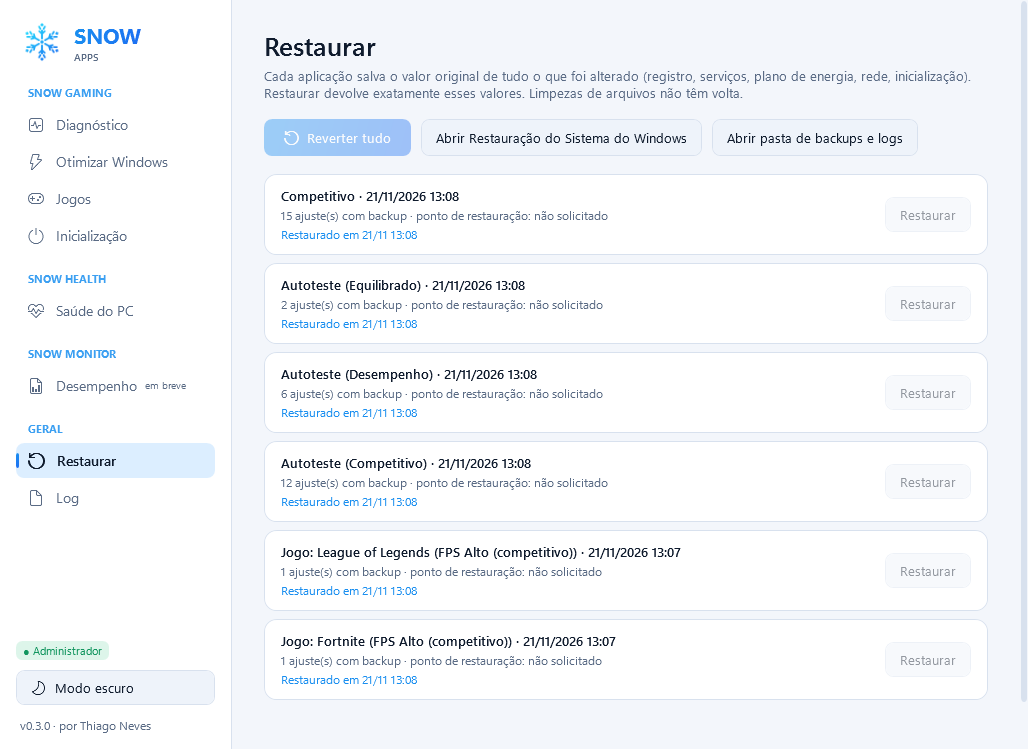 SNOW
APPS
SNOW GAMING
Diagnóstico
Otimizar Windows
Jogos
Inicialização
SNOW HEALTH
Saúde do PC
SNOW MONITOR
Desempenho em breve
GERAL
Restaurar
Log
● Administrador
Modo escuro
v0.3.0 · por Thiago Neves
Restaurar
Cada aplicação salva o valor original de tudo o que foi alterado (registro, serviços, plano de energia, rede, inicialização).
Restaurar devolve exatamente esses valores. Limpezas de arquivos não têm volta.
Reverter tudo
Abrir Restauração do Sistema do Windows
Abrir pasta de backups e logs
Competitivo · 21/11/2026 13:08
15 ajuste(s) com backup · ponto de restauração: não solicitado
Restaurado em 21/11 13:08
Restaurar
Autoteste (Equilibrado) · 21/11/2026 13:08
2 ajuste(s) com backup · ponto de restauração: não solicitado
Restaurado em 21/11 13:08
Restaurar
Autoteste (Desempenho) · 21/11/2026 13:08
6 ajuste(s) com backup · ponto de restauração: não solicitado
Restaurado em 21/11 13:08
Restaurar
Autoteste (Competitivo) · 21/11/2026 13:08
12 ajuste(s) com backup · ponto de restauração: não solicitado
Restaurado em 21/11 13:08
Restaurar
Jogo: League of Legends (FPS Alto (competitivo)) · 21/11/2026 13:07
1 ajuste(s) com backup · ponto de restauração: não solicitado
Restaurado em 21/11 13:08
Restaurar
Jogo: Fortnite (FPS Alto (competitivo)) · 21/11/2026 13:07
1 ajuste(s) com backup · ponto de restauração: não solicitado
Restaurado em 21/11 13:08
Restaurar